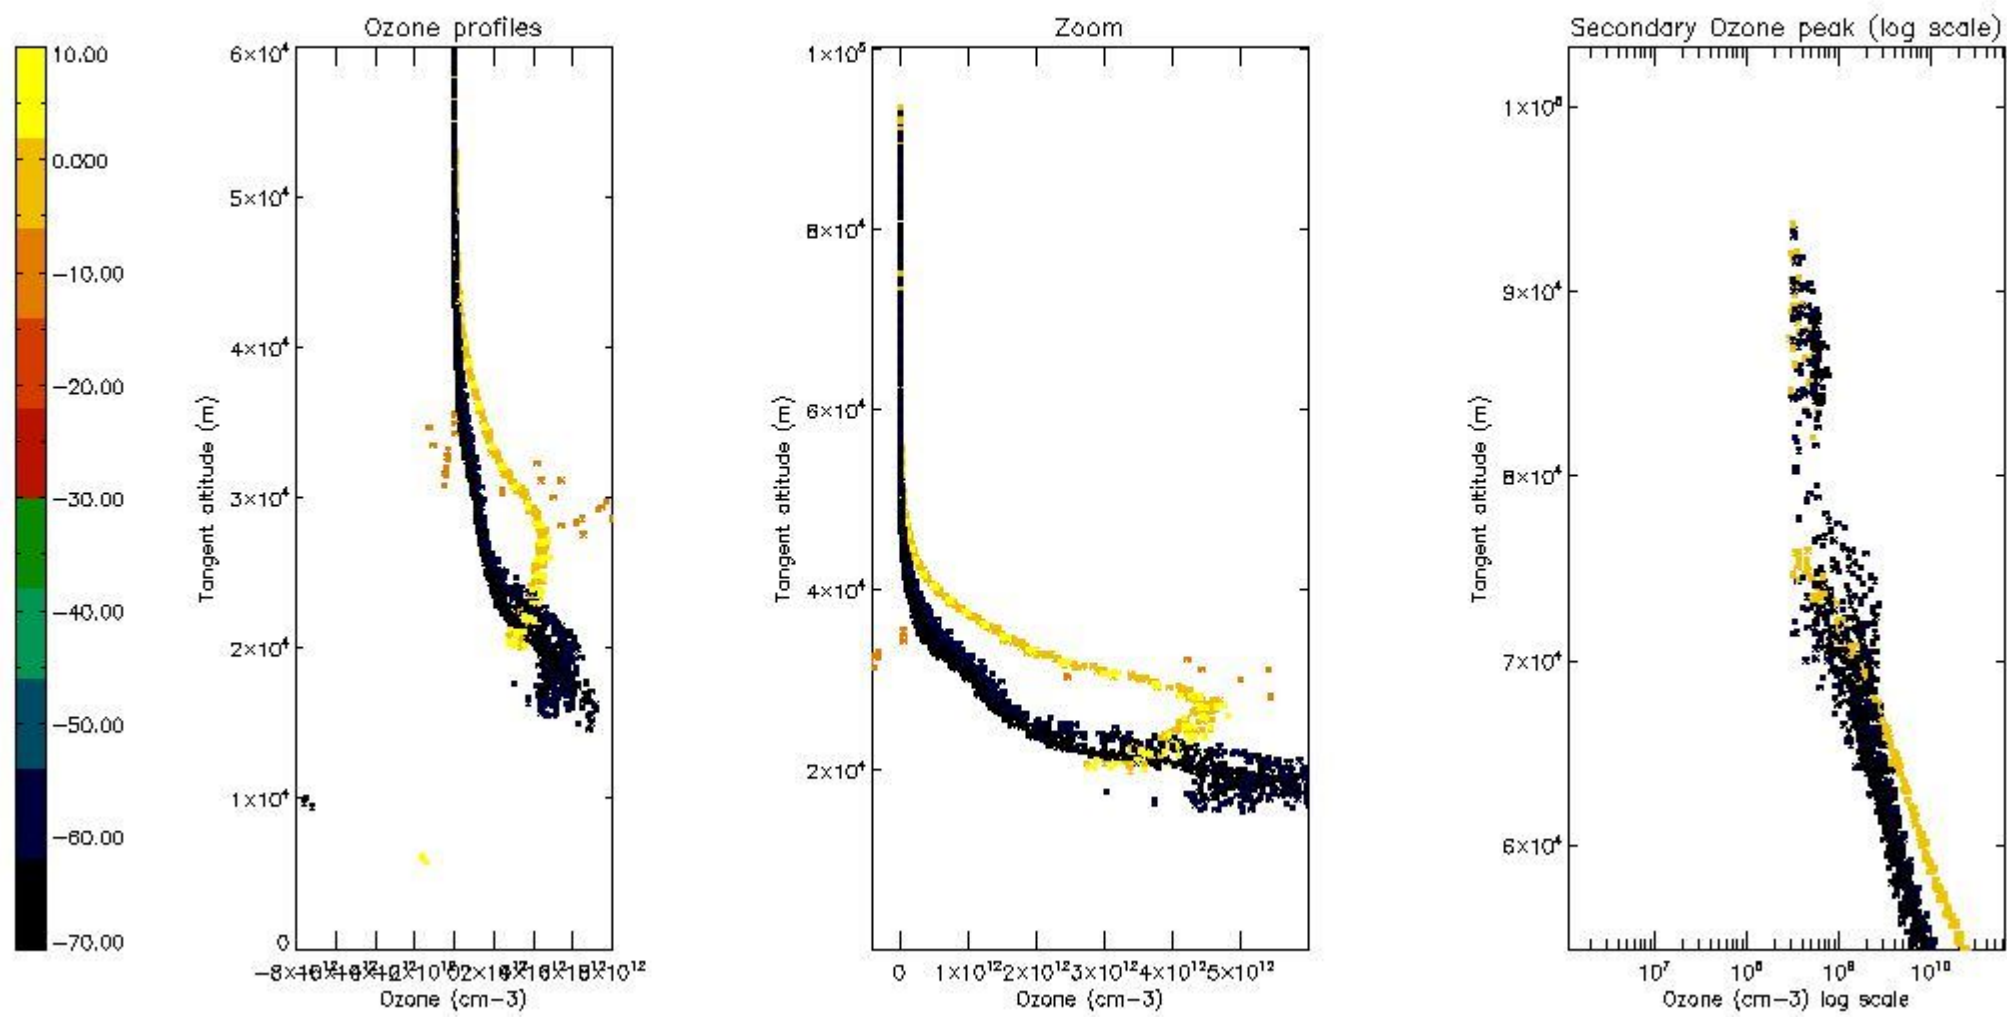 Ozone profiles
Zoom
Secondary Ozone peak (log scale)
10.00
0.000
−10.00
−20.00
−30.00
−40.00
−50.00
−60.00
−70.00
6×10⁴
5×10⁴
4×10⁴
3×10⁴
2×10⁴
1×10⁴
0
Tangent altitude (m)
8×10¹²
Ozone (cm−3)
1×10⁵
8×10⁴
6×10⁴
4×10⁴
2×10⁴
Tangent altitude (m)
0 1×10¹² 2×10¹² 3×10¹² 4×10¹² 5×10¹²
Ozone (cm−3)
9×10⁴
8×10⁴
7×10⁴
6×10⁴
Tangent altitude (m)
10⁷ 10⁸ 10⁹ 10¹⁰
Ozone (cm−3) log scale